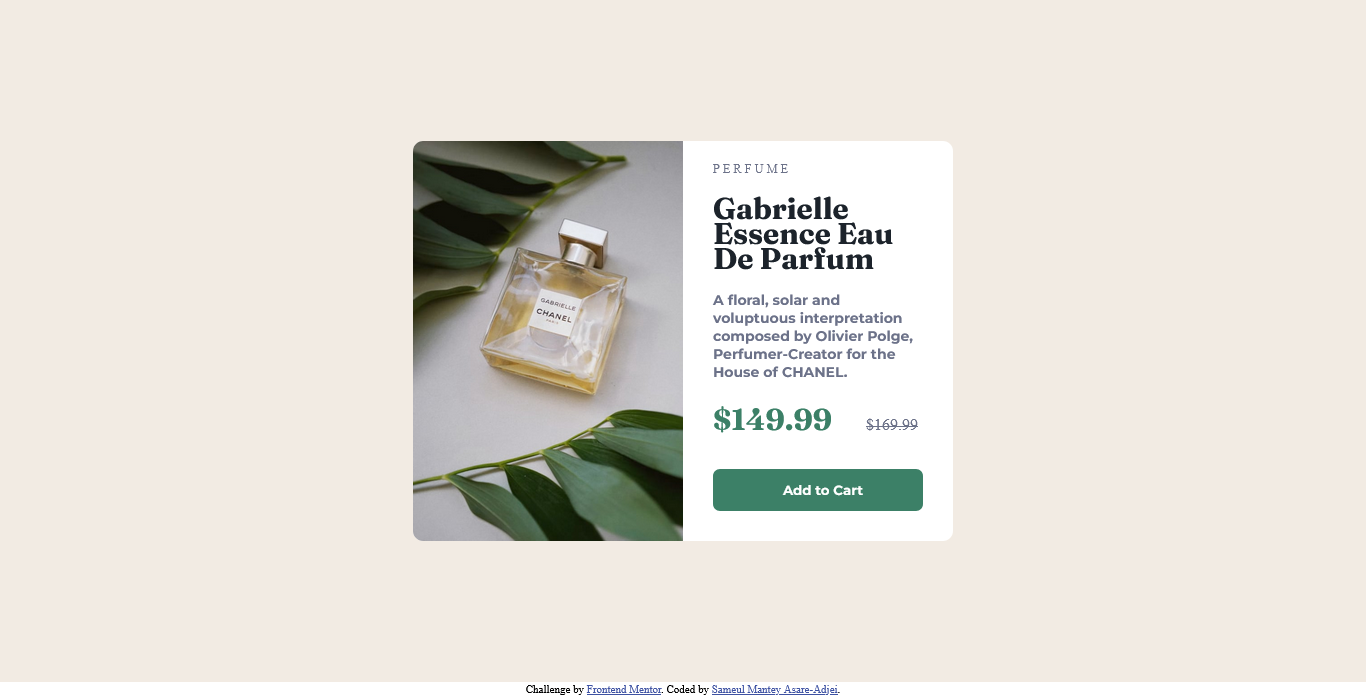 GABRIELLE
CHANEL
PARIS
PERFUME
Gabrielle
Essence Eau
De Parfum
A floral, solar and
voluptuous interpretation
composed by Olivier Polge,
Perfumer-Creator for the
House of CHANEL.
$149.99 $169.99
Add to Cart
Challenge by Frontend Mentor. Coded by Sameul Mantey Asare-Adjei.